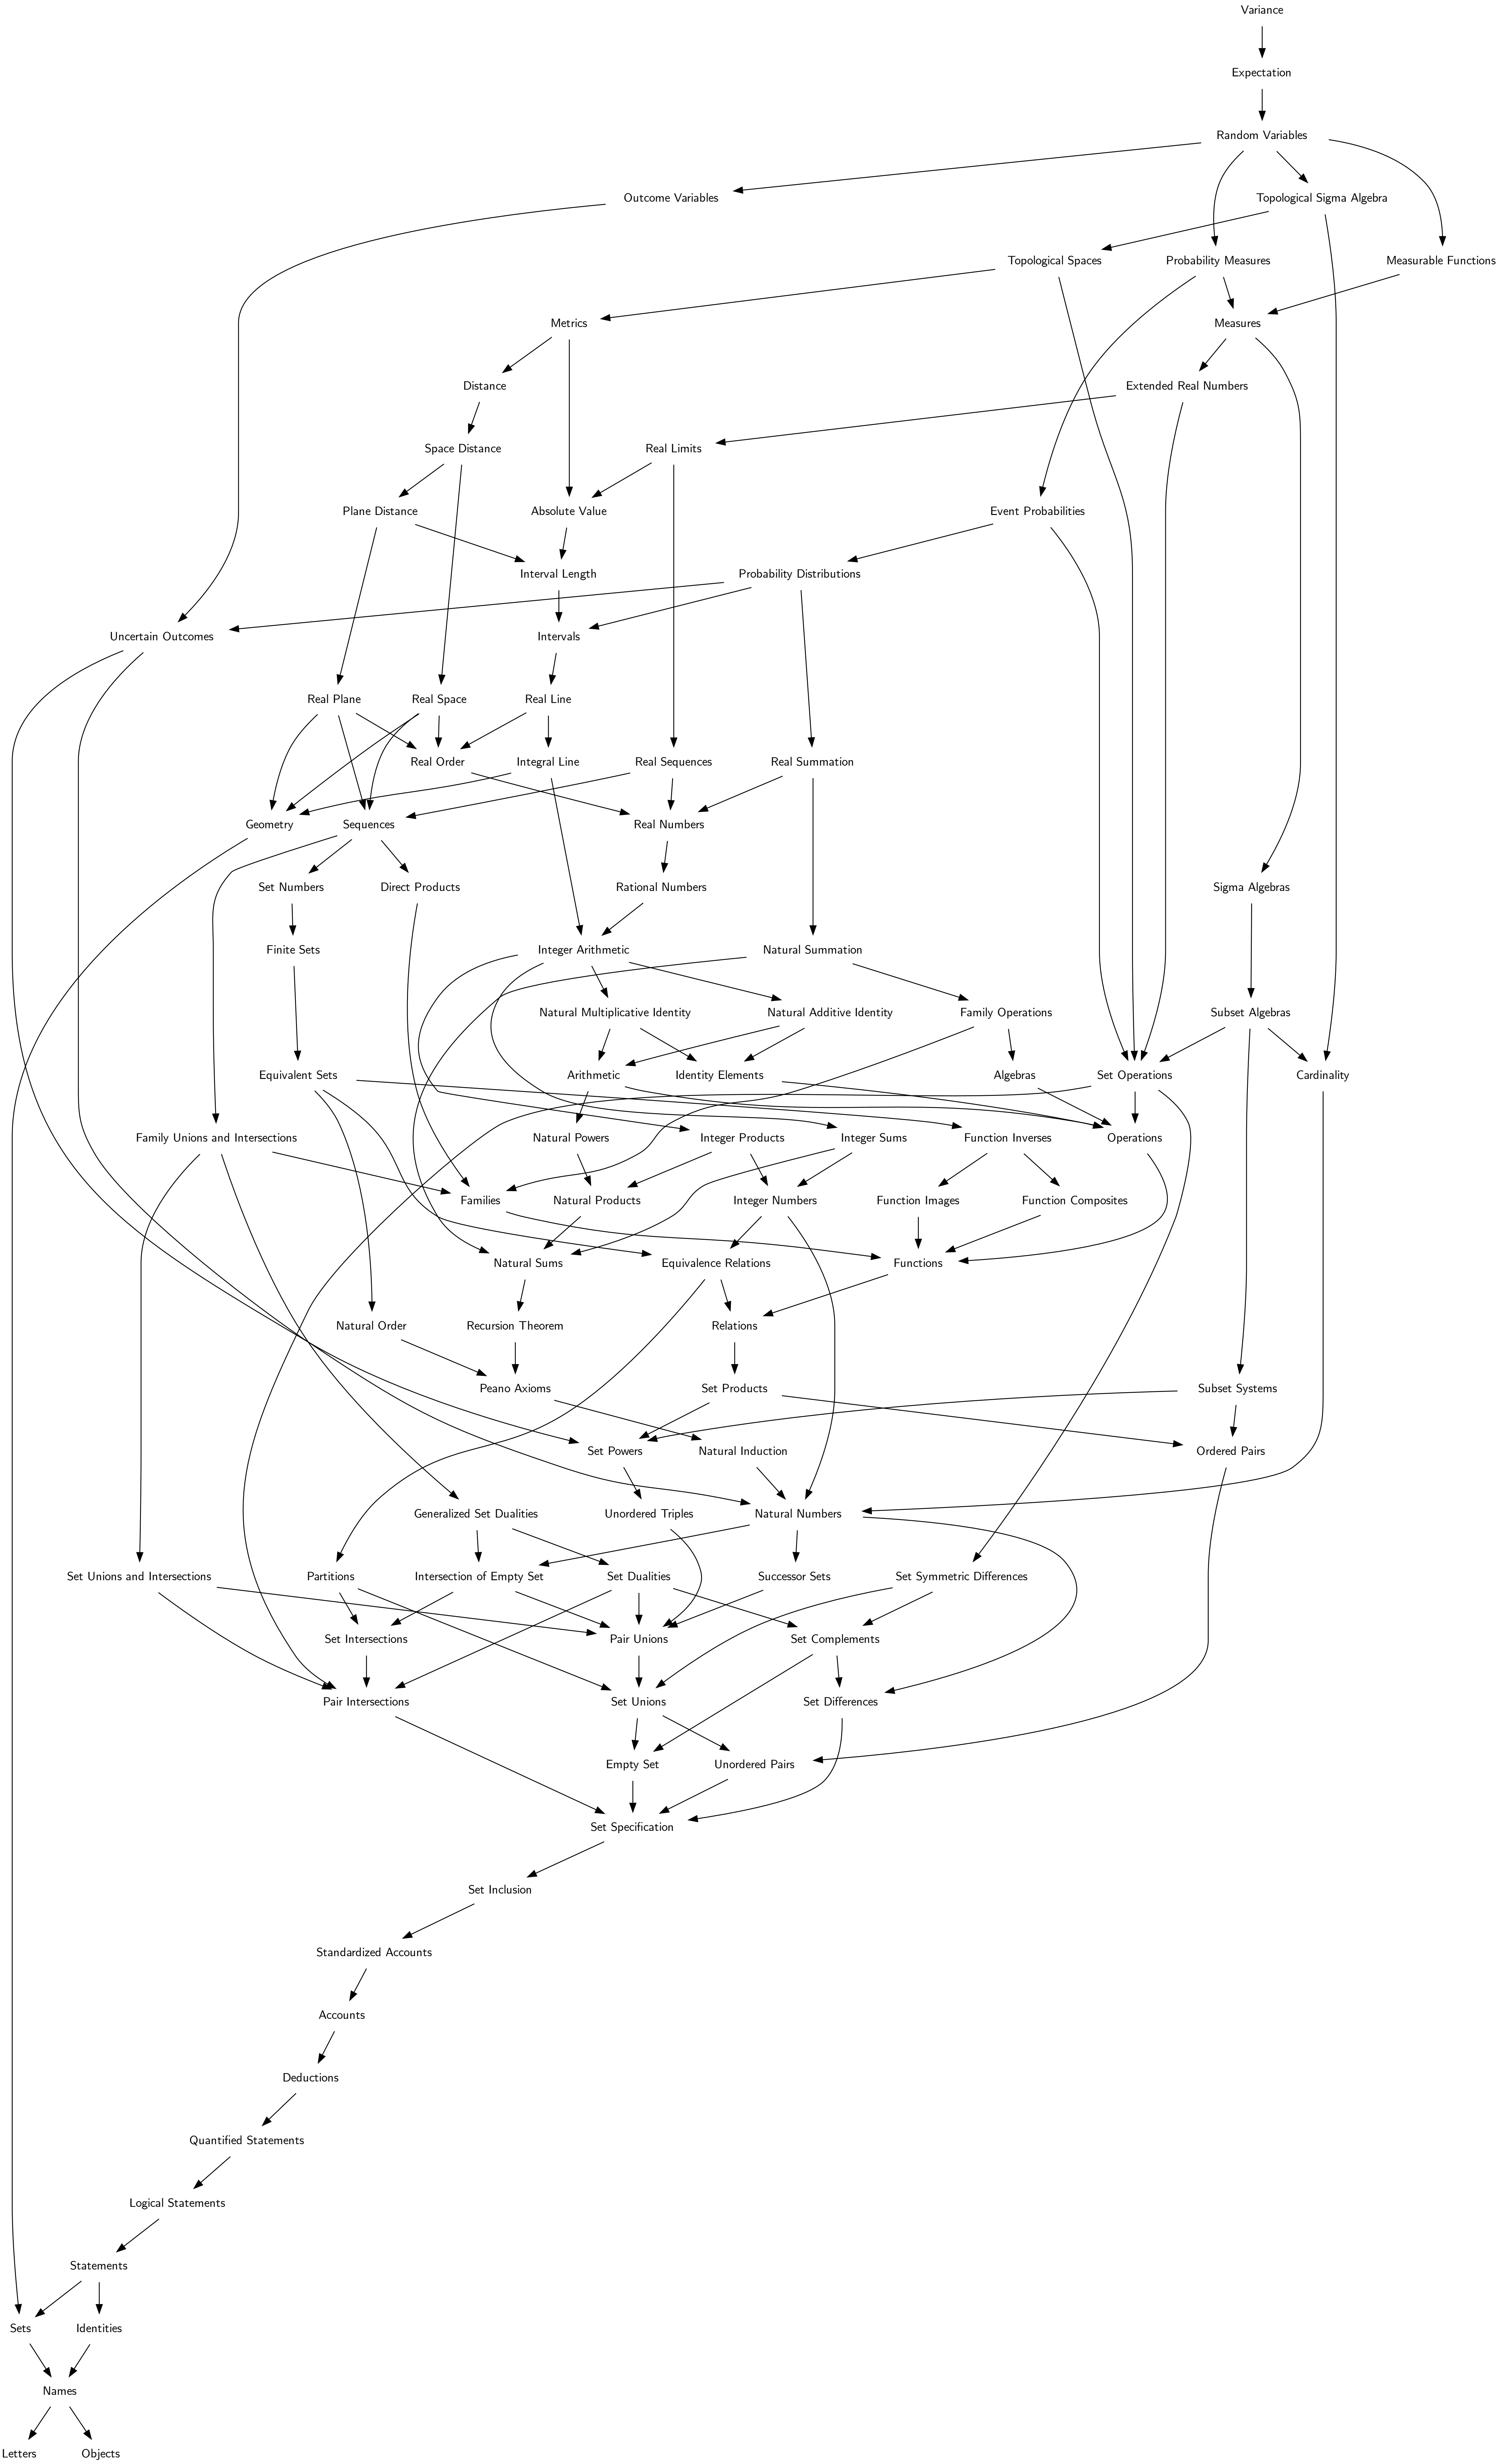 Variance
Expectation
Random Variables
Outcome Variables
Topological Sigma Algebra
Topological Spaces
Probability Measures
Measurable Functions
Metrics
Measures
Distance
Extended Real Numbers
Space Distance
Real Limits
Plane Distance
Absolute Value
Event Probabilities
Interval Length
Probability Distributions
Uncertain Outcomes
Intervals
Real Plane
Real Space
Real Line
Real Order
Integral Line
Real Sequences
Real Summation
Geometry
Sequences
Real Numbers
Set Numbers
Direct Products
Rational Numbers
Sigma Algebras
Finite Sets
Integer Arithmetic
Natural Summation
Natural Multiplicative Identity
Natural Additive Identity
Family Operations
Subset Algebras
Equivalent Sets
Arithmetic
Identity Elements
Algebras
Set Operations
Cardinality
Family Unions and Intersections
Natural Powers
Integer Products
Integer Sums
Function Inverses
Operations
Families
Natural Products
Integer Numbers
Function Images
Function Composites
Natural Sums
Equivalence Relations
Functions
Natural Order
Recursion Theorem
Relations
Peano Axioms
Set Products
Subset Systems
Set Powers
Natural Induction
Ordered Pairs
Generalized Set Dualities
Unordered Triples
Natural Numbers
Set Unions and Intersections
Partitions
Intersection of Empty Set
Set Dualities
Successor Sets
Set Symmetric Differences
Set Intersections
Pair Unions
Set Complements
Pair Intersections
Set Unions
Set Differences
Empty Set
Unordered Pairs
Set Specification
Set Inclusion
Standardized Accounts
Accounts
Deductions
Quantified Statements
Logical Statements
Statements
Sets
Identities
Names
Letters
Objects